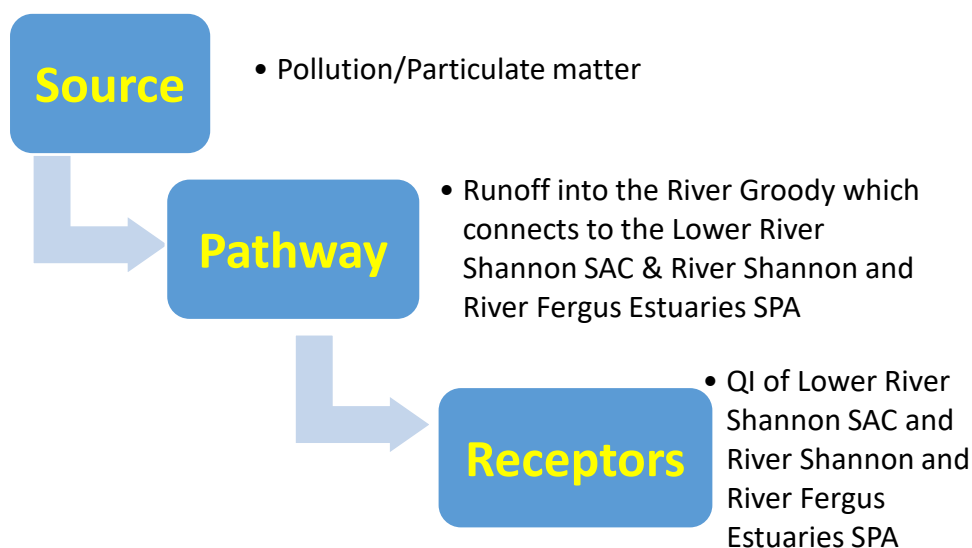 Source
• Pollution/Particulate matter
Pathway
• Runoff into the River Groody which
connects to the Lower River
Shannon SAC & River Shannon and
River Fergus Estuaries SPA
Receptors
• QI of Lower River
Shannon SAC and
River Shannon and
River Fergus
Estuaries SPA